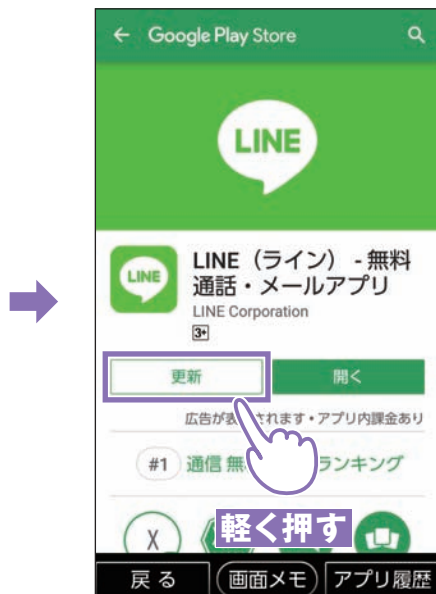 Google Play Store
LINE
LINE
LINE（ライン） - 無料
通話・メールアプリ
LINE Corporation
3+
更新
開く
広告が表 されます・アプリ内課金あり
#1 通信 無 ランキング
X
軽く押す
戻る
画面メモ
アプリ履歴